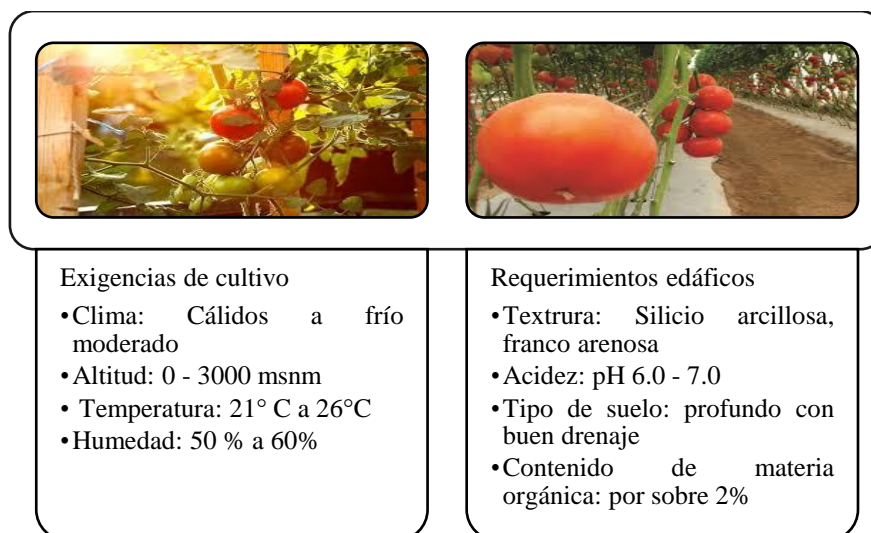 Exigencias de cultivo
•Clima: Cálidos a frío
moderado
•Altitud: 0 - 3000 msnm
• Temperatura: 21° C a 26°C
•Humedad: 50 % a 60%
Requerimientos edáficos
•Textrura: Silicio arcillosa,
franco arenosa
•Acidez: pH 6.0 - 7.0
•Tipo de suelo: profundo con
buen drenaje
•Contenido de materia
orgánica: por sobre 2%